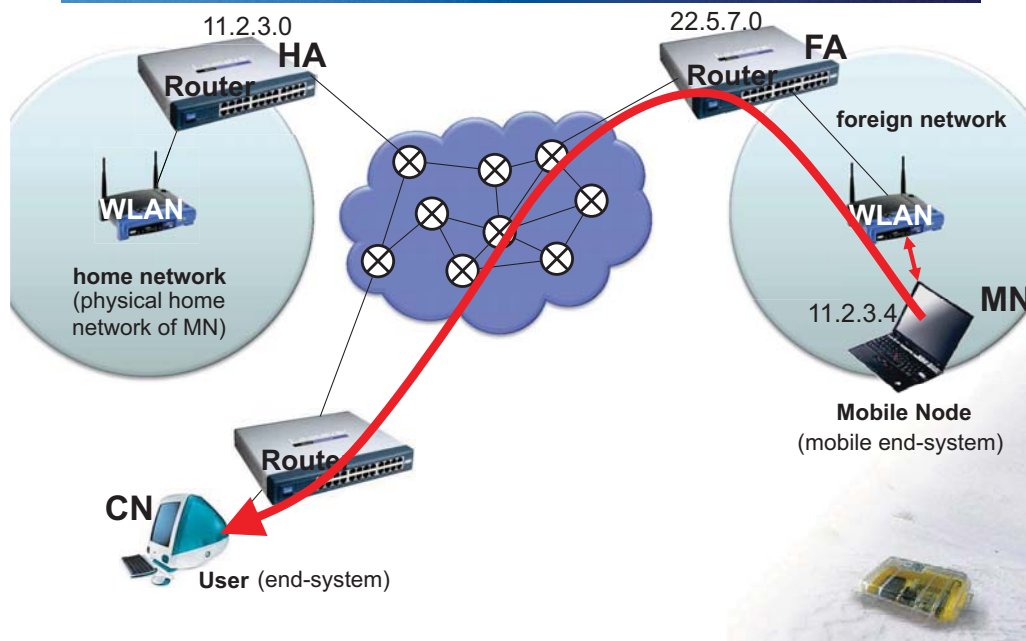 11.2.3.0
HA
Router
WLAN
home network
(physical home
network of MN)
22.5.7.0
FA
Router
foreign network
WLAN
11.2.3.4
MN
Mobile Node
(mobile end-system)
Router
CN
User (end-system)